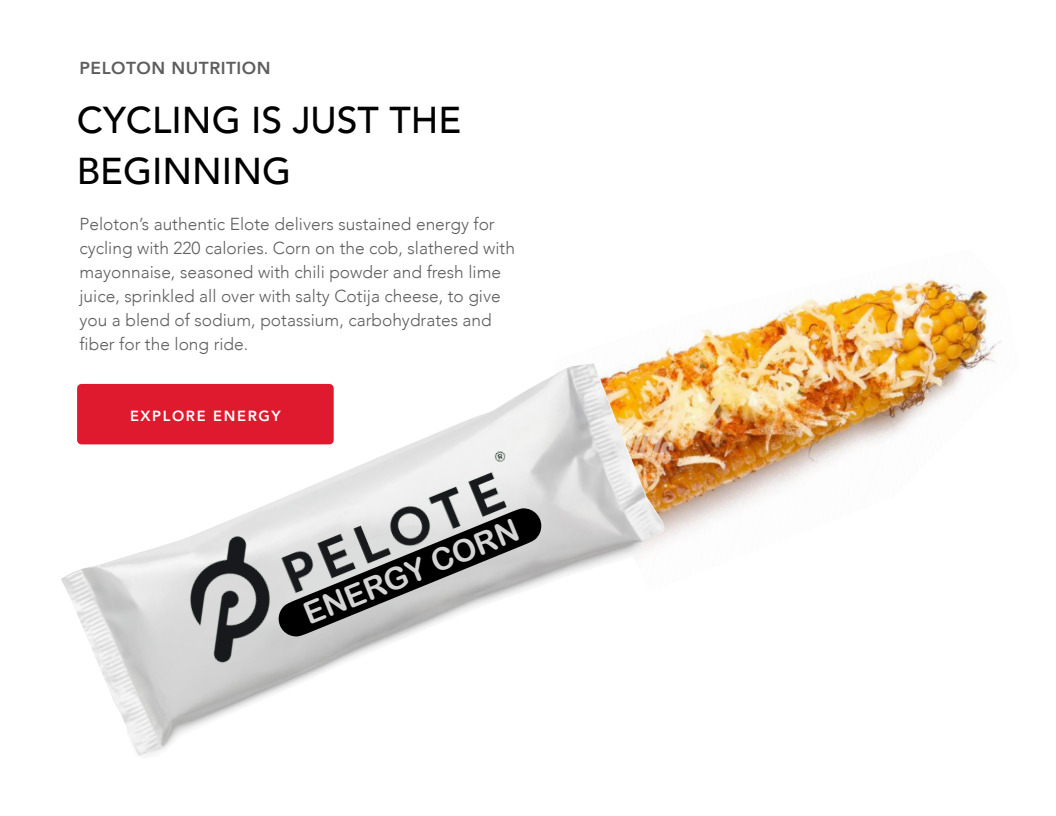 PELOTON NUTRITION
CYCLING IS JUST THE
BEGINNING
Peloton's authentic Elote delivers sustained energy for
cycling with 220 calories. Corn on the cob, slathered with
mayonnaise, seasoned with chili powder and fresh lime
juice, sprinkled all over with salty Cotija cheese, to give
you a blend of sodium, potassium, carbohydrates and
fiber for the long ride.
EXPLORE ENERGY
PELOTE®
ENERGY CORN